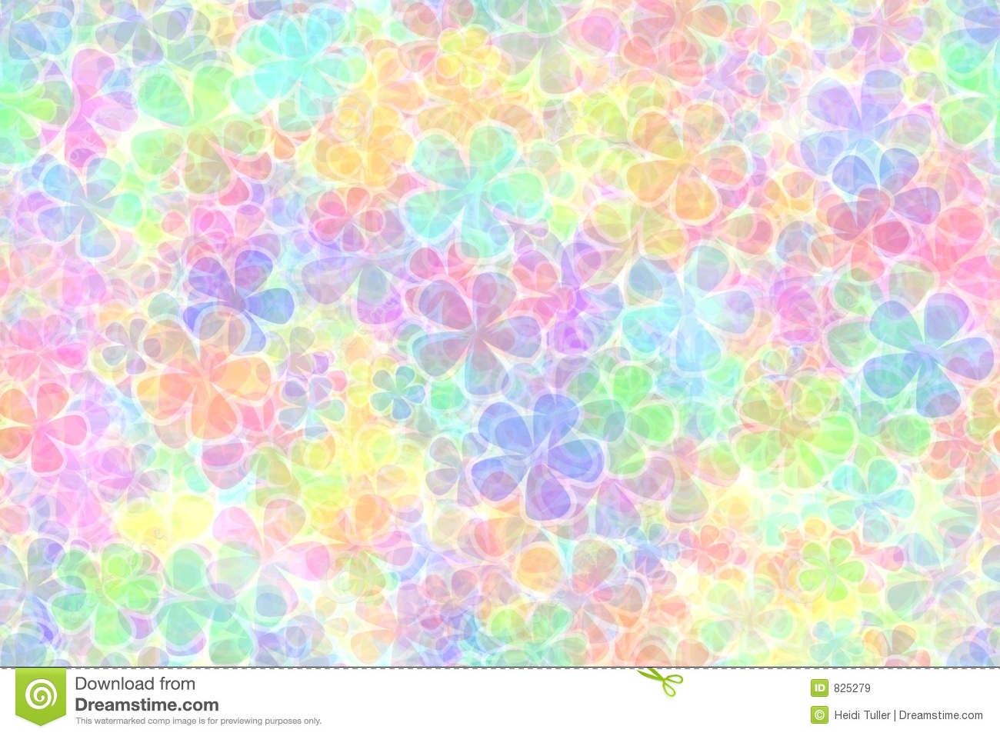 Download from
Dreamstime.com
This watermarked comp image is for previewing purposes only.
ID 825279
© Heidi Tuller | Dreamstime.com